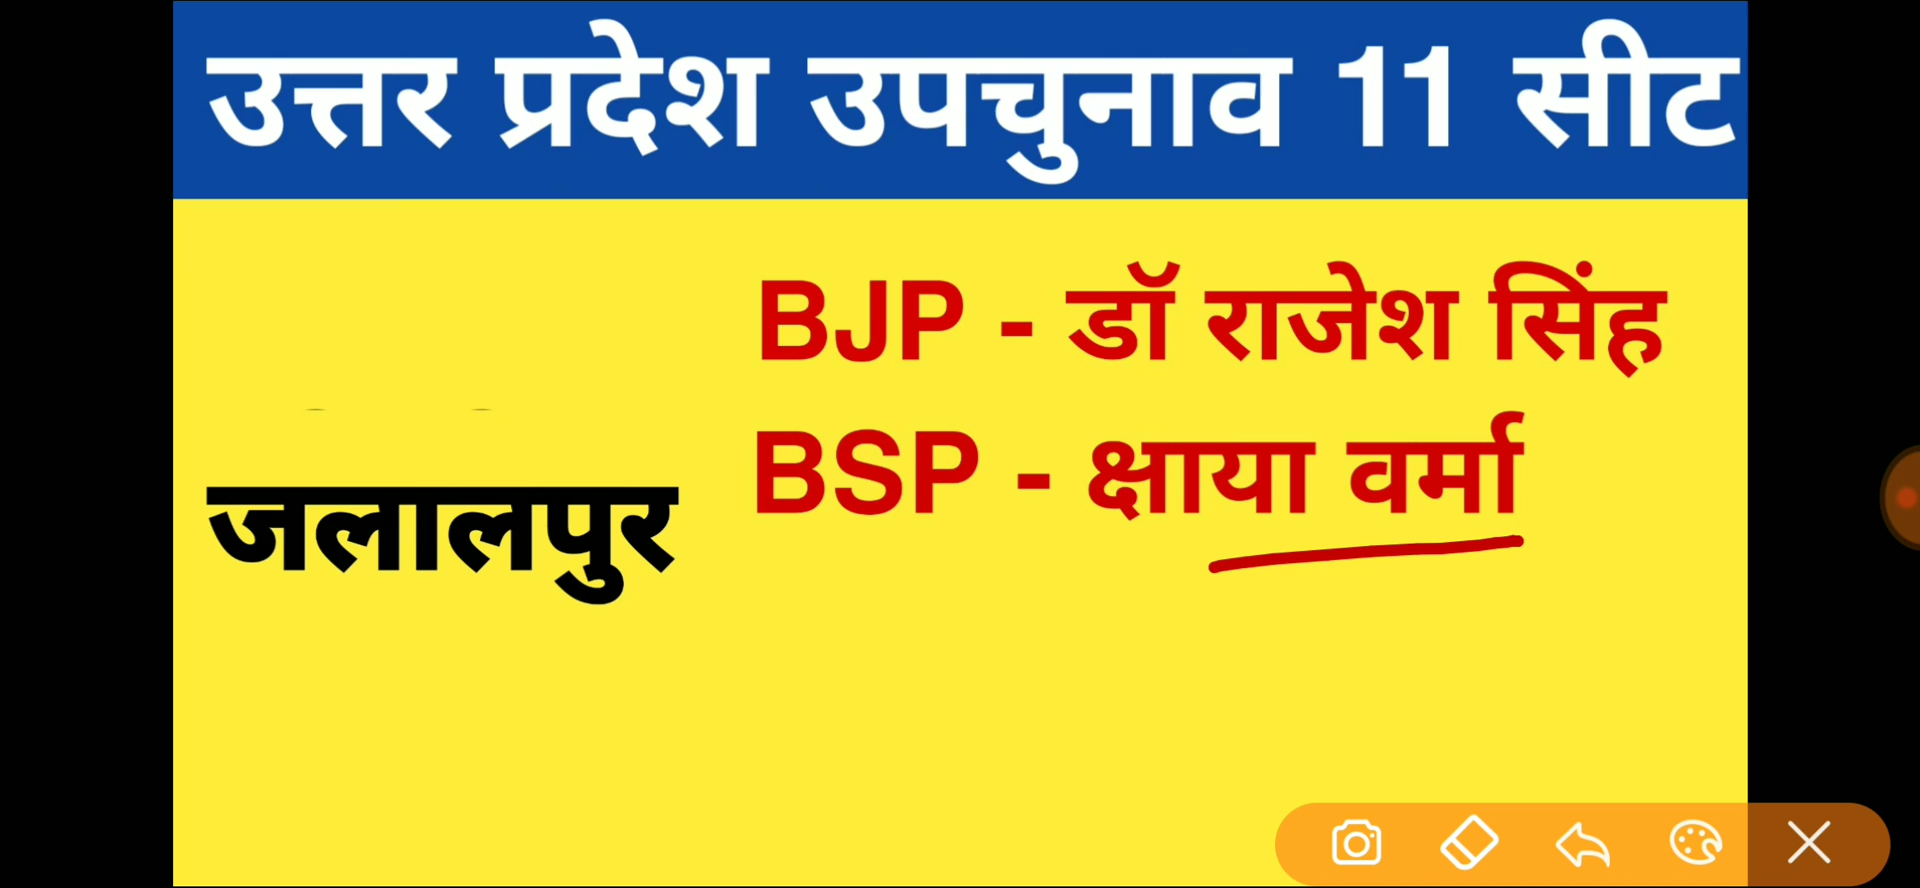 उत्तर प्रदेश उपचुनाव 11 सीट
BJP - डॉ राजेश सिंह
BSP - क्षाया वर्मा
जलालपुर